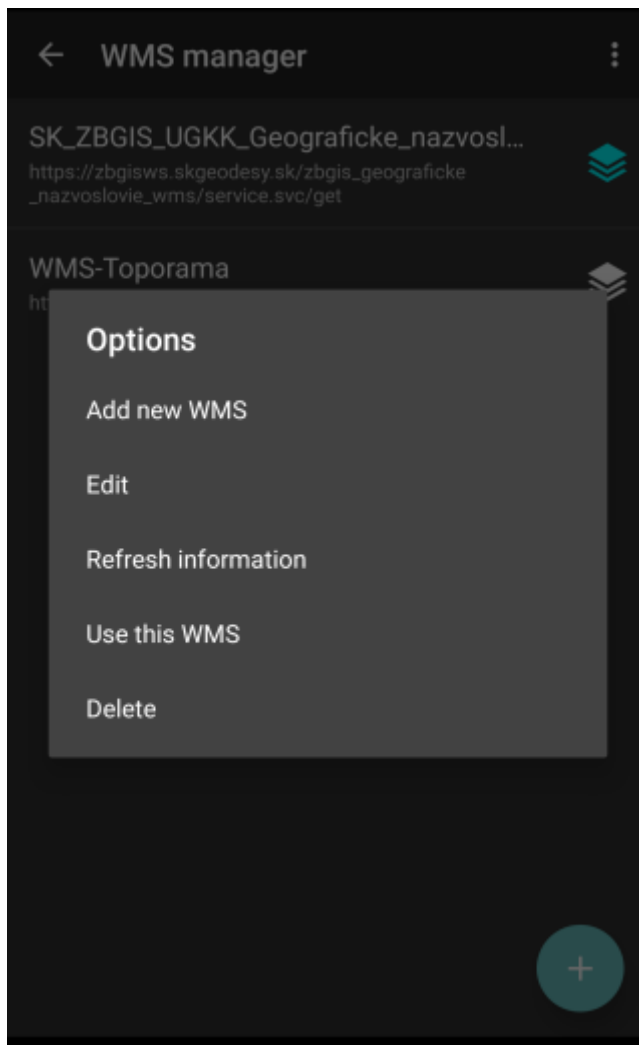 WMS manager
SK_ZBGIS_UGKK_Geograficke_nazvosl...
https://zbgisws.skgeodesy.sk/zbgis_geograficke
_nazvoslovie_wms/service.svc/get
WMS-Toporama
Options
Add new WMS
Edit
Refresh information
Use this WMS
Delete